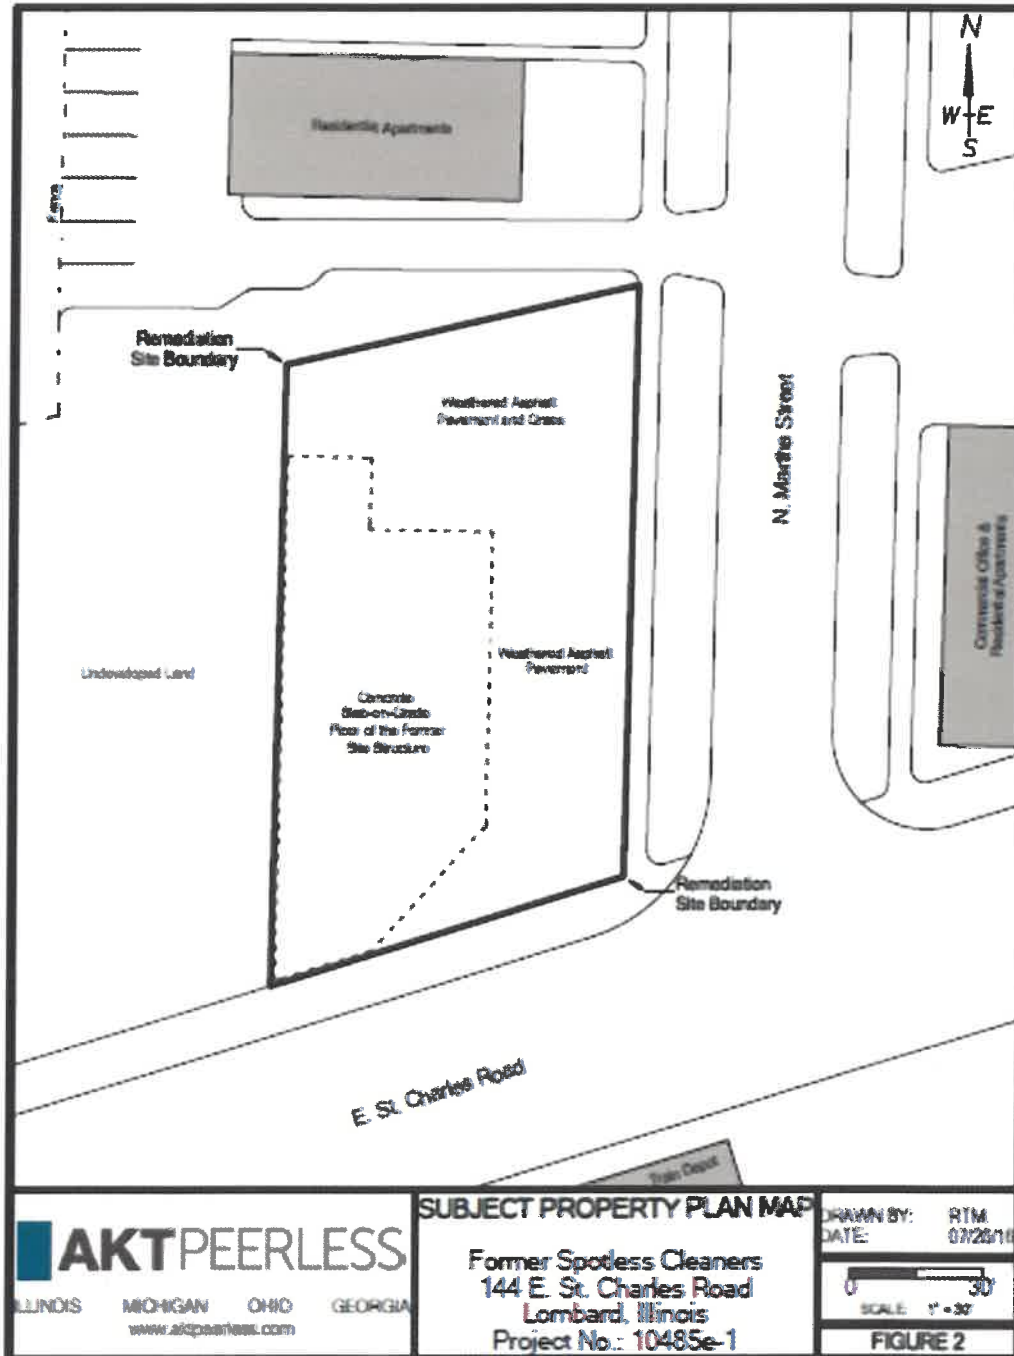 N
W E
S
Residential Apartments
Fence
Remediation
Site Boundary
Weathered Asphalt
Pavement and Grass
N. Martha Street
Commercial Office &
Residential Apartments
Undeveloped Land
Weathered Asphalt
Pavement
Concrete
Slab-on-Grade
Floor of the Former
Site Structure
Remediation
Site Boundary
E. St. Charles Road
Train Depot
AKTPEERLESS
ILLINOIS MICHIGAN OHIO GEORGIA
www.aktpeerless.com
SUBJECT PROPERTY PLAN MAP
Former Spotless Cleaners
144 E. St. Charles Road
Lombard, Illinois
Project No.: 10485e-1
DRAWN BY: RTM
DATE:
0 30'
SCALE: 1" = 30'
FIGURE 2